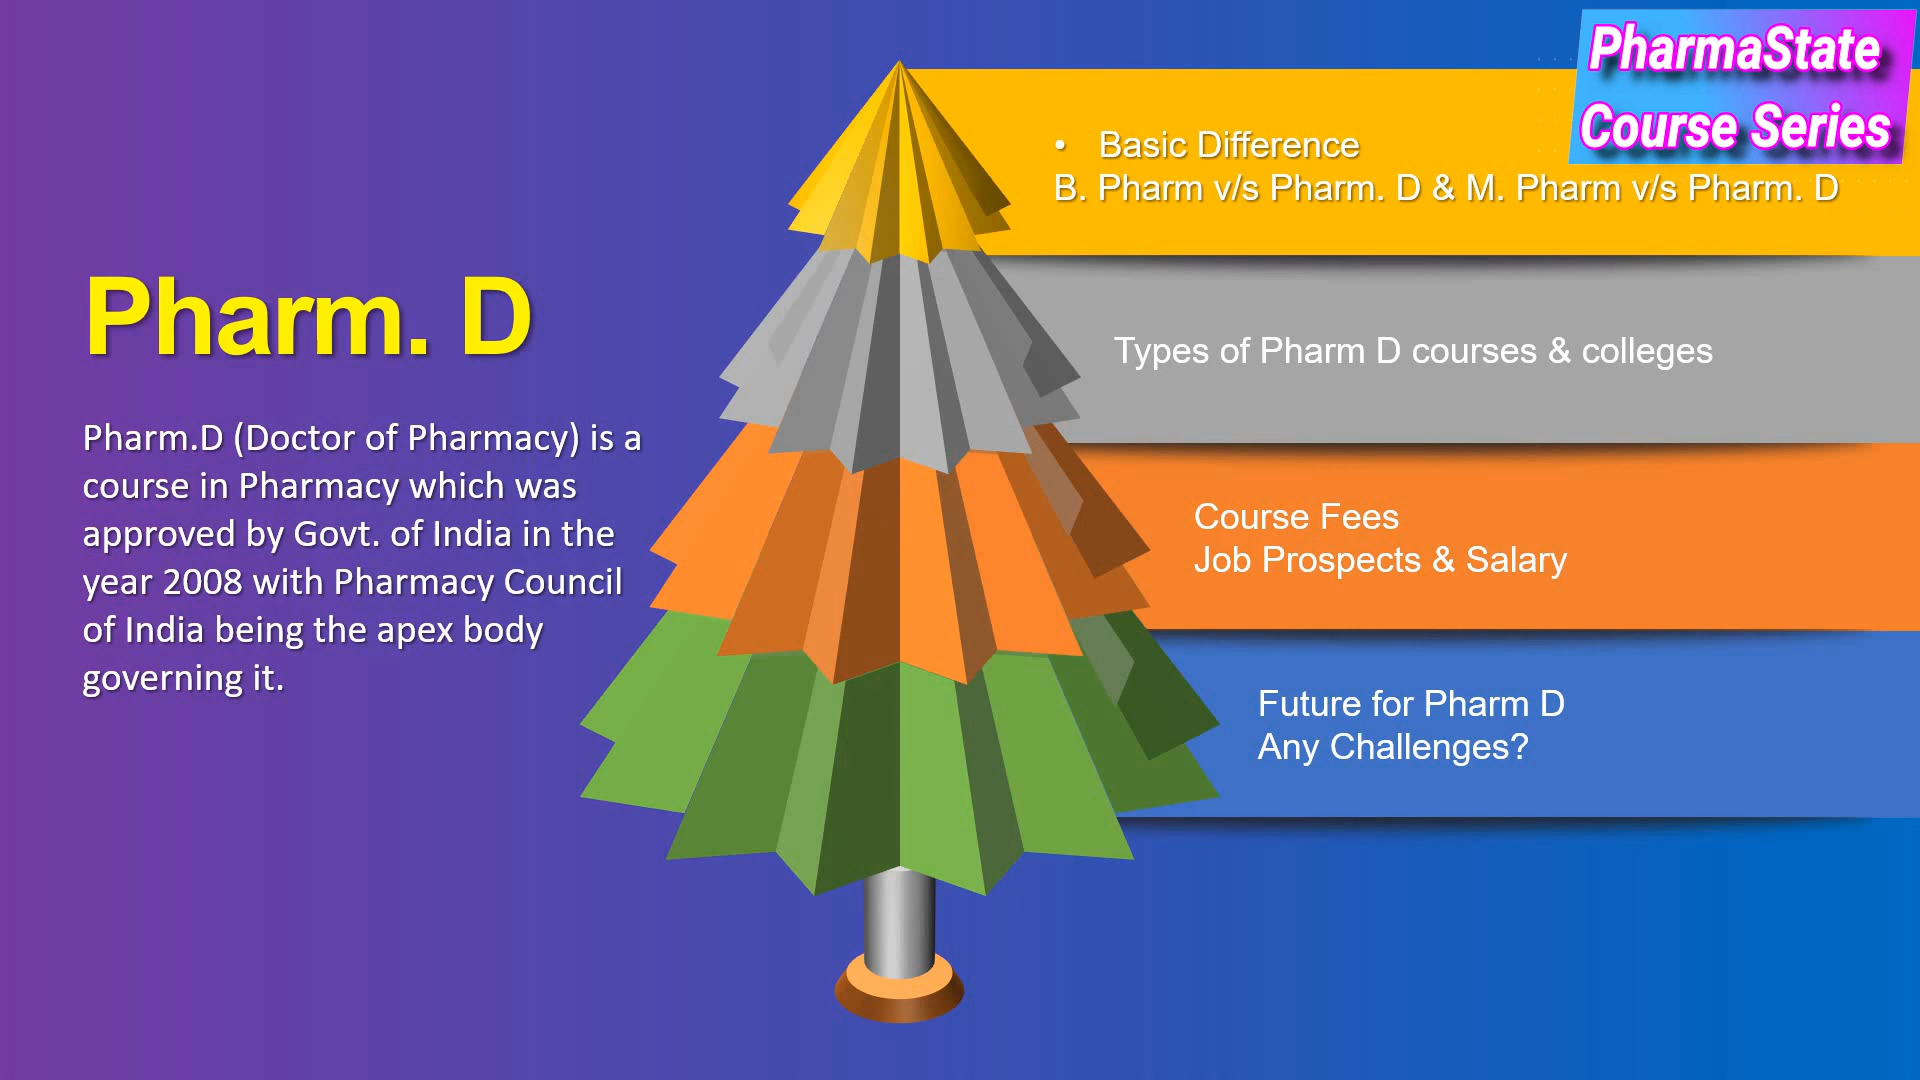 PharmaState
Course Series
• Basic Difference
B. Pharm v/s Pharm. D & M. Pharm v/s Pharm. D
Pharm. D
Types of Pharm D courses & colleges
Pharm.D (Doctor of Pharmacy) is a
course in Pharmacy which was
approved by Govt. of India in the
year 2008 with Pharmacy Council
of India being the apex body
governing it.
Course Fees
Job Prospects & Salary
Future for Pharm D
Any Challenges?